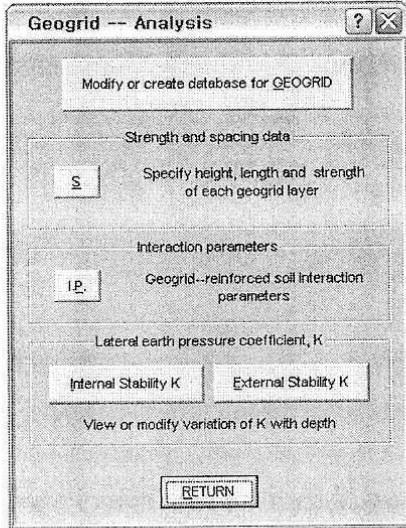 Geogrid -- Analysis
?
Modify or create database for GEOGRID
Strength and spacing data
S
Specify height, length and strength
of each geogrid layer
Interaction parameters
I.P.
Geogrid--reinforced soil interaction
parameters
Lateral earth pressure coefficient, K
Internal Stability K
External Stability K
View or modify variation of K with depth
RETURN